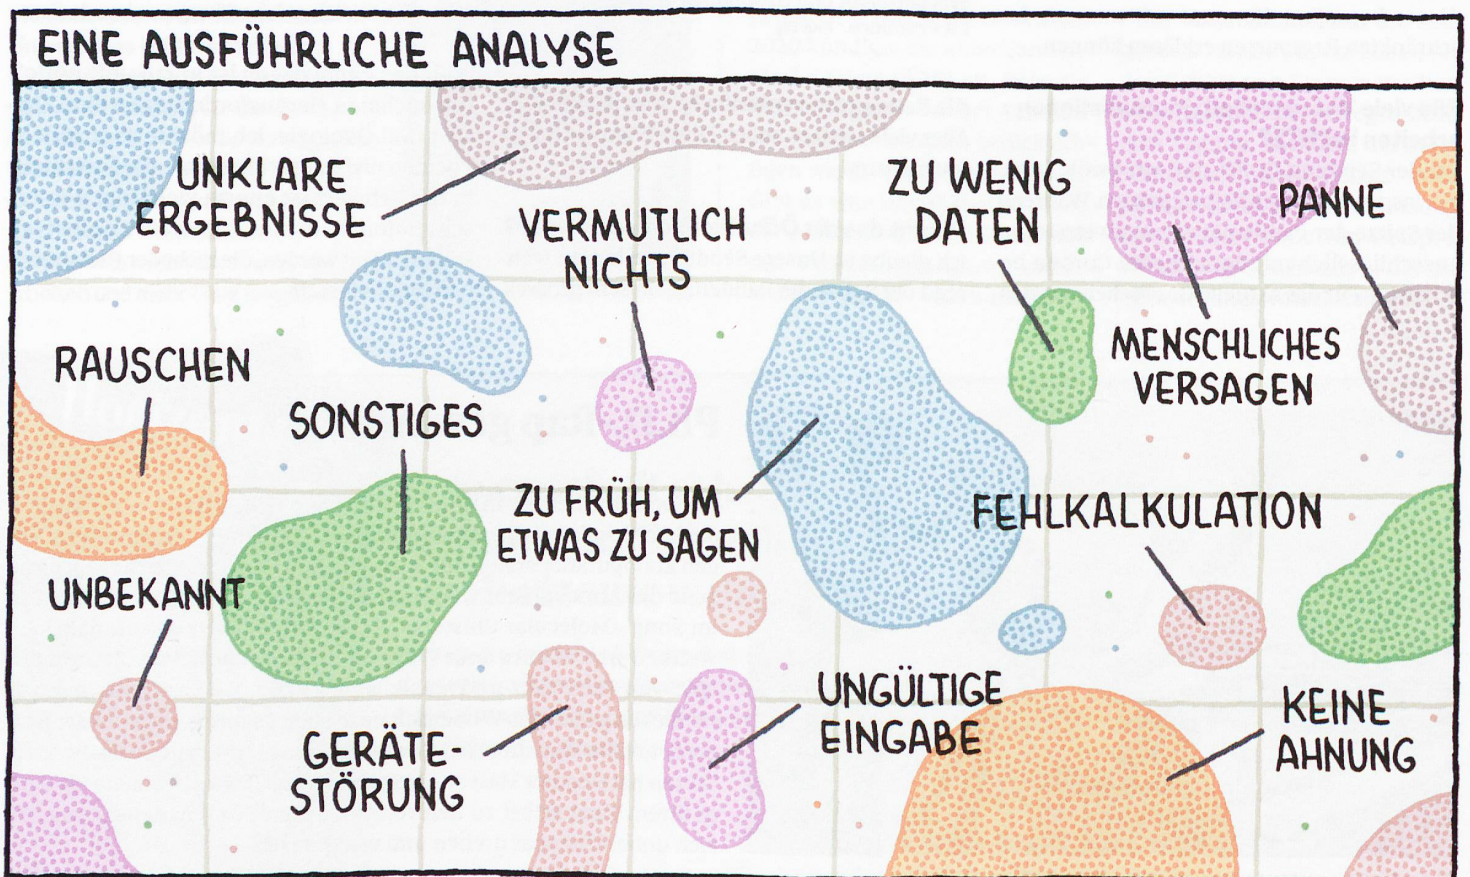 EINE AUSFÜHRLICHE ANALYSE
UNKLARE
ERGEBNISSE
VERMUTLICH
NICHTS
ZU WENIG
DATEN
PANNE
MENSCHLICHES
VERSAGEN
RAUSCHEN
SONSTIGES
ZU FRÜH, UM
ETWAS ZU SAGEN
FEHLKALKULATION
UNBEKANNT
GERÄTE-
STÖRUNG
UNGÜLTIGE
EINGABE
KEINE
AHNUNG